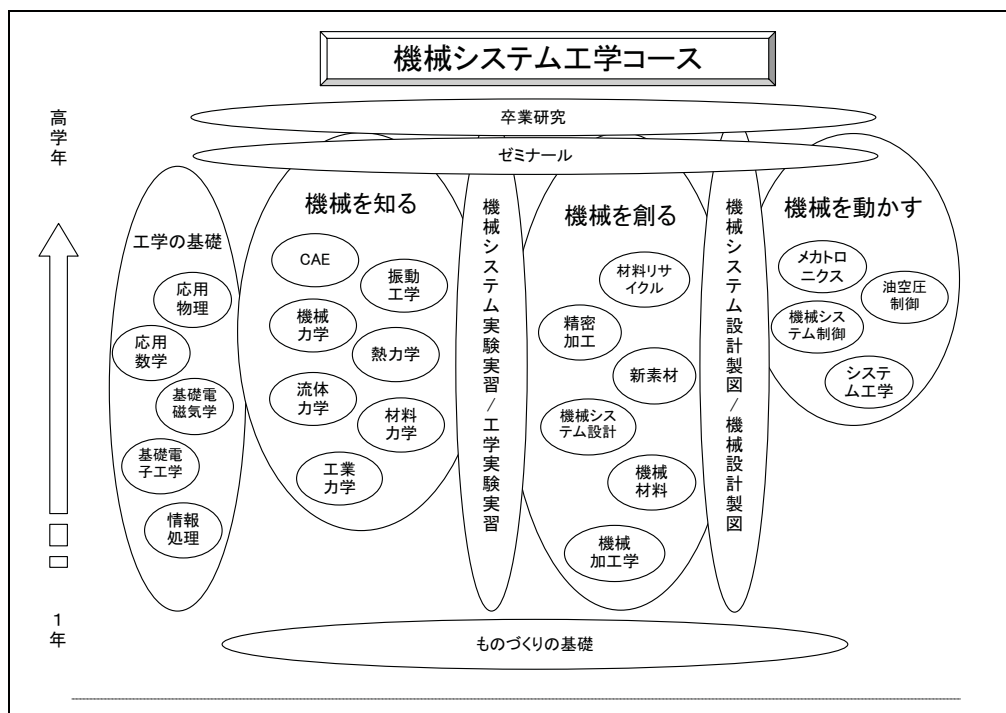 機械システム工学コース
高学年
1年
卒業研究
ゼミナール
工学の基礎
応用
物理
応用
数学
基礎電
磁気学
基礎電
子工学
情報
処理
機械を知る
CAE
振動
工学
機械
力学
熱力学
流体
力学
材料
力学
工業
力学
機械システム実験実習/工学実験実習
機械を創る
材料リサ
イクル
精密
加工
新素材
機械シス
テム設計
機械
材料
機械
加工学
機械システム設計製図/機械設計製図
機械を動かす
メカトロ
ニクス
油空圧
制御
機械シス
テム制御
システ
ム工学
ものづくりの基礎